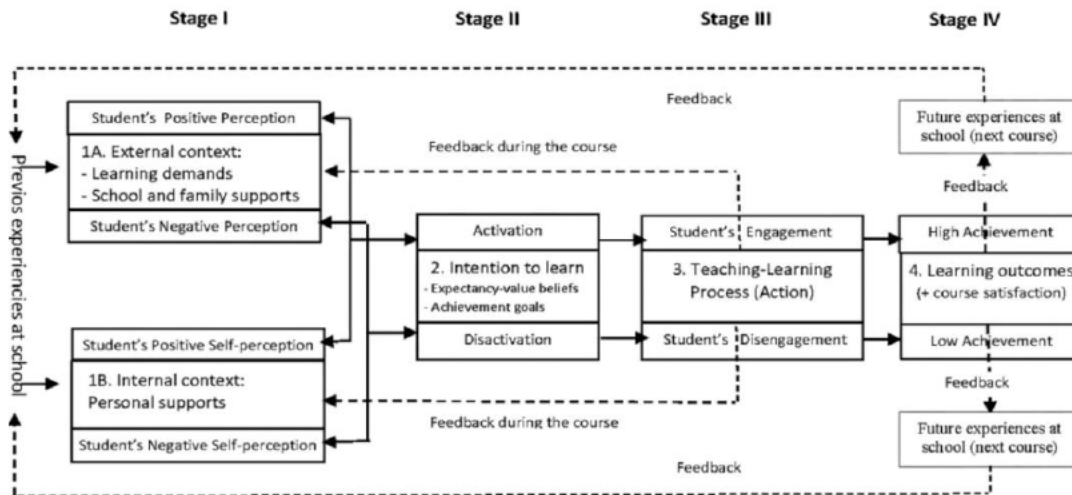 Stage I
Stage II
Stage III
Stage IV
Previos experiencies at school
Feedback
Student's Positive Perception
1A. External context:
- Learning demands
- School and family supports
Student's Negative Perception
Feedback during the course
Future experiences at
school (next course)
Feedback
Activation
2. Intention to learn
- Expectancy-value beliefs
- Achievement goals
Disactivation
Student's Engagement
3. Teaching-Learning
Process (Action)
Student's Disengagement
High Achievement
4. Learning outcomes
(+ course satisfaction)
Low Achievement
Student's Positive Self-perception
1B. Internal context:
Personal supports
Student's Negative Self-perception
Feedback during the course
Feedback
Future experiences at
school (next course)
Feedback